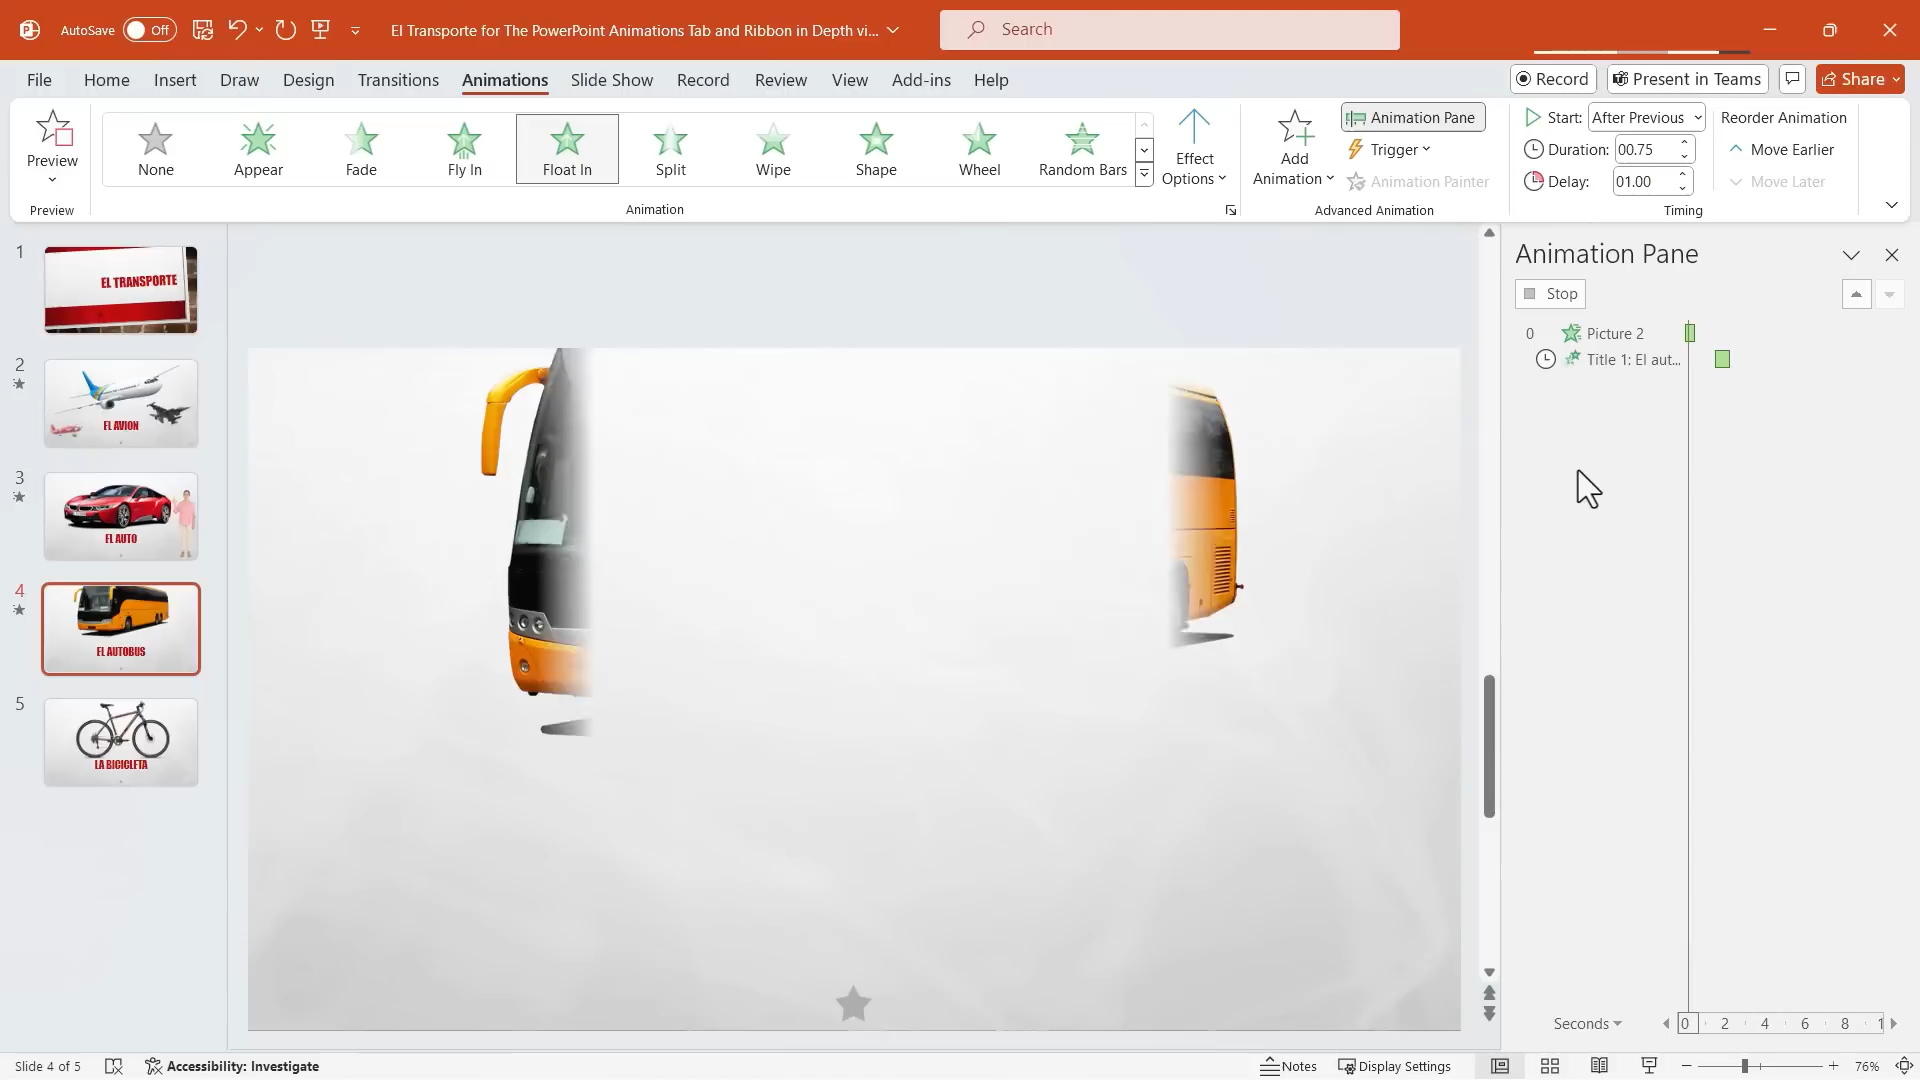 AutoSave Off El Transporte for The PowerPoint Animations Tab and Ribbon in Depth vi... Search
File Home Insert Draw Design Transitions Animations Slide Show Record Review View Add-ins Help Record Present in Teams Share
Preview None Appear Fade Fly In Float In Split Wipe Shape Wheel Random Bars Effect Options Add Animation Animation Pane Start: After Previous Reorder Animation
Trigger Duration: 00.75 Move Earlier
Animation Painter Delay: 01.00 Move Later
Preview Animation Advanced Animation Timing
Animation Pane
Stop
0 Picture 2
Title 1: El aut...
Seconds 0 2 4 6 8 1
1
EL TRANSPORTE
2
EL AVION
3
EL AUTO
4
EL AUTOBUS
5
LA BICICLETA
Slide 4 of 5 Accessibility: Investigate Notes Display Settings 76%